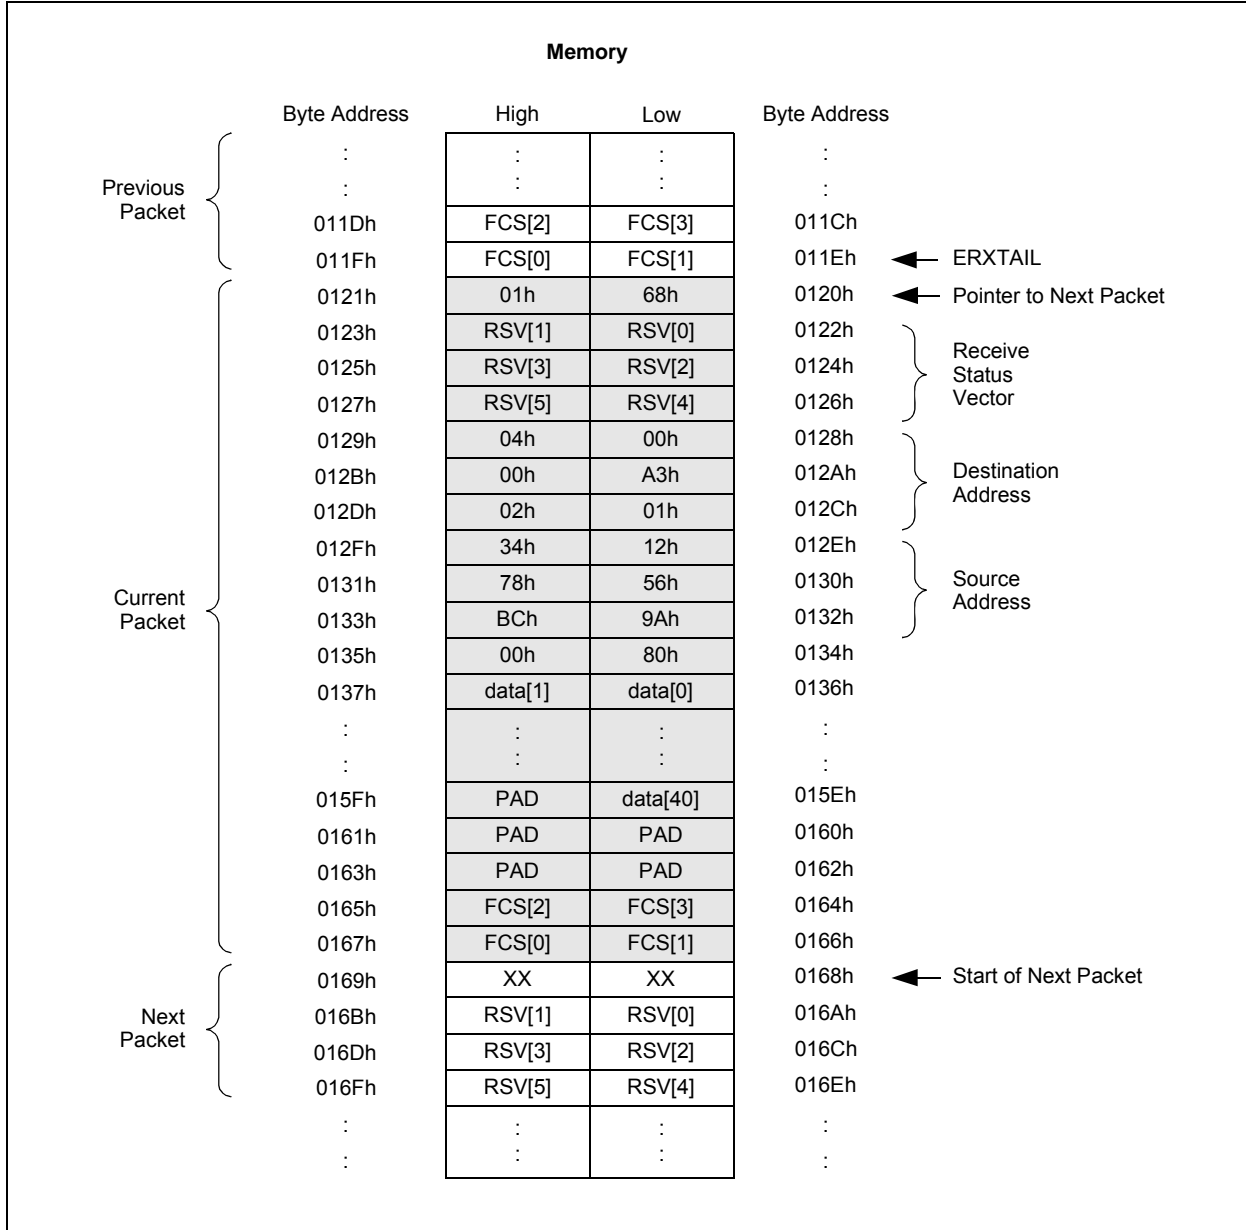 Memory
Byte Address High Low Byte Address
: : : :
: : : :
Previous
Packet
011Dh FCS[2] FCS[3] 011Ch
011Fh FCS[0] FCS[1] 011Eh ERXTAIL
0121h 01h 68h 0120h Pointer to Next Packet
0123h RSV[1] RSV[0] 0122h
0125h RSV[3] RSV[2] 0124h
0127h RSV[5] RSV[4] 0126h
Receive
Status
Vector
0129h 04h 00h 0128h
012Bh 00h A3h 012Ah
012Dh 02h 01h 012Ch
Destination
Address
012Fh 34h 12h 012Eh
0131h 78h 56h 0130h
0133h BCh 9Ah 0132h
Source
Address
Current
Packet
0135h 00h 80h 0134h
0137h data[1] data[0] 0136h
: : : :
: : : :
015Fh PAD data[40] 015Eh
0161h PAD PAD 0160h
0163h PAD PAD 0162h
0165h FCS[2] FCS[3] 0164h
0167h FCS[0] FCS[1] 0166h
0169h XX XX 0168h Start of Next Packet
016Bh RSV[1] RSV[0] 016Ah
Next
Packet
016Dh RSV[3] RSV[2] 016Ch
016Fh RSV[5] RSV[4] 016Eh
: : : :
: : : :